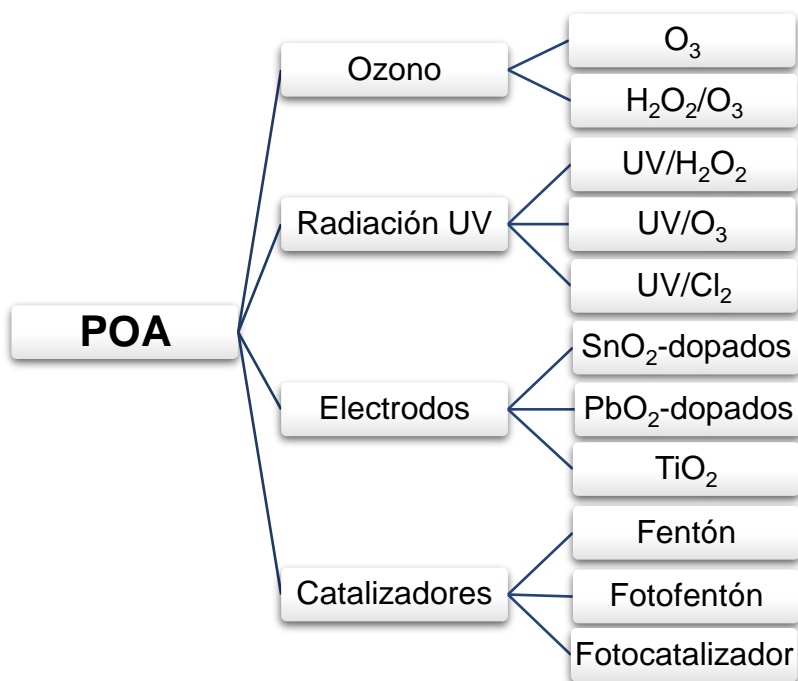 POA
Ozono
O₃
H₂O₂/O₃
Radiación UV
UV/H₂O₂
UV/O₃
UV/Cl₂
Electrodos
SnO₂-dopados
PbO₂-dopados
TiO₂
Catalizadores
Fentón
Fotofentón
Fotocatalizador